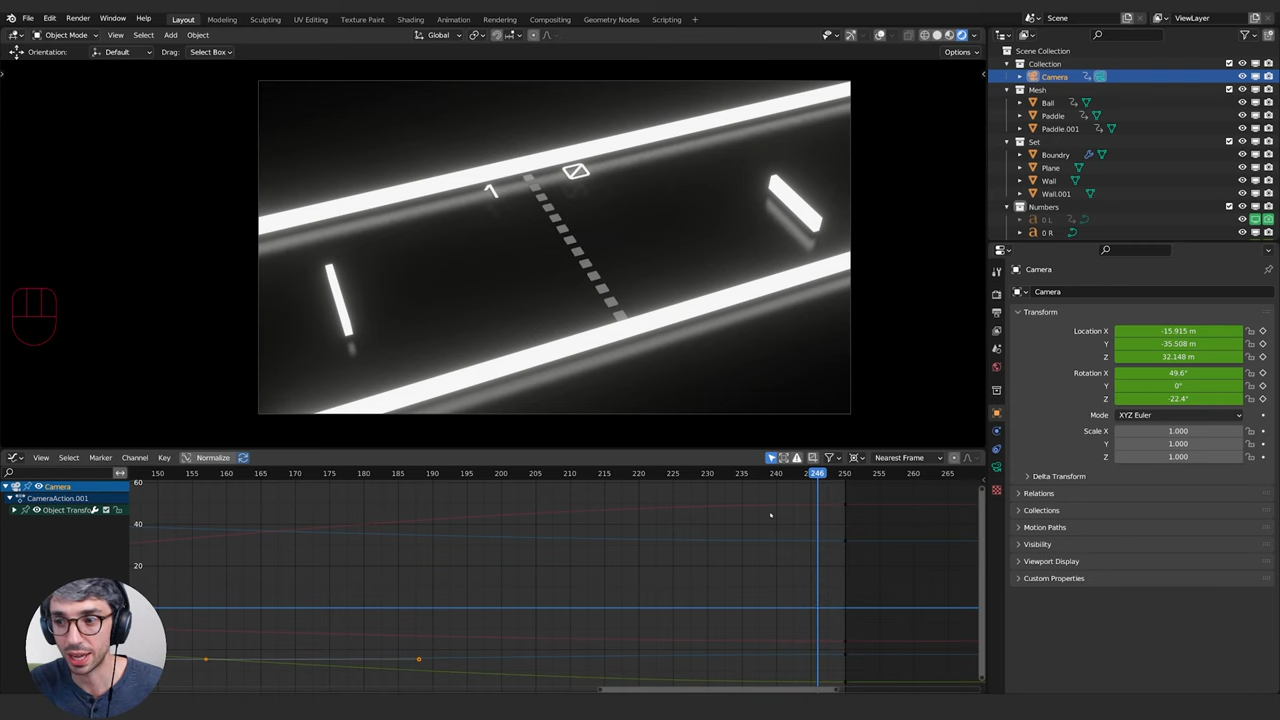 File Edit Render Window Help Layout Modeling Sculpting UV Editing Texture Paint Shading Animation Rendering Compositing Geometry Nodes Scripting + Scene ViewLayer
Object Mode View Select Add Object Global
Orientation: Default Drag: Select Box Options
Scene Collection
Collection
Camera
Mesh
Ball
Paddle
Paddle.001
Set
Boundry
Plane
Wall
Wall.001
Numbers
0 L
0 R
1 0
Camera
Camera
Transform
Location X -15.915 m
Y -35.508 m
Z 32.148 m
Rotation X 49.6°
Y 0°
Z -22.4°
Mode XYZ Euler
Scale X 1.000
Y 1.000
Z 1.000
Delta Transform
Relations
Collections
Motion Paths
Visibility
Viewport Display
Custom Properties
View Select Marker Channel Key Normalize Nearest Frame
150 155 160 165 170 175 180 185 190 195 200 205 210 215 220 225 230 235 240 246 250 255 260 265
Camera
CameraAction.001
Object Transfo
60
40
20